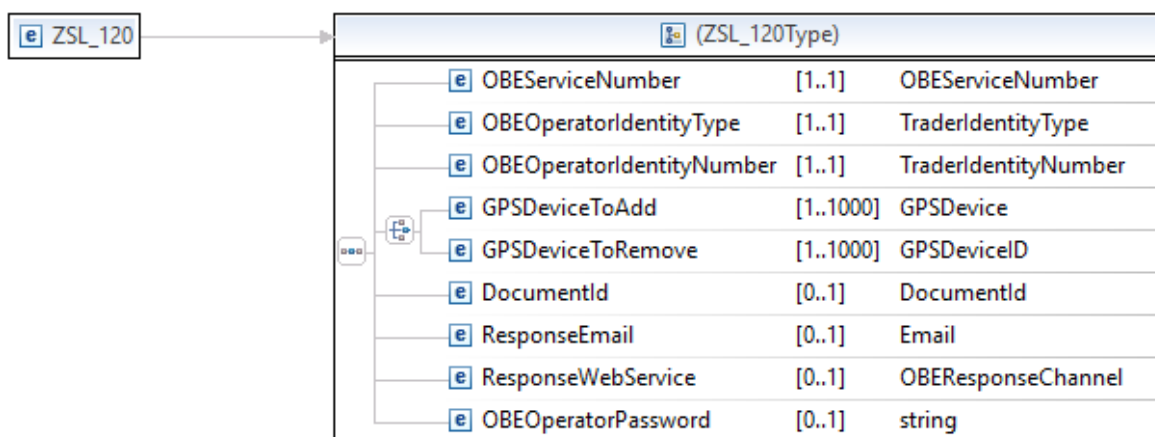 e ZSL_120
(ZSL_120Type)
e OBEServiceNumber [1..1] OBEServiceNumber
e OBEOperatorIdentityType [1..1] TraderIdentityType
e OBEOperatorIdentityNumber [1..1] TraderIdentityNumber
e GPSDeviceToAdd [1..1000] GPSDevice
e GPSDeviceToRemove [1..1000] GPSDeviceID
e DocumentId [0..1] DocumentId
e ResponseEmail [0..1] Email
e ResponseWebService [0..1] OBEResponseChannel
e OBEOperatorPassword [0..1] string